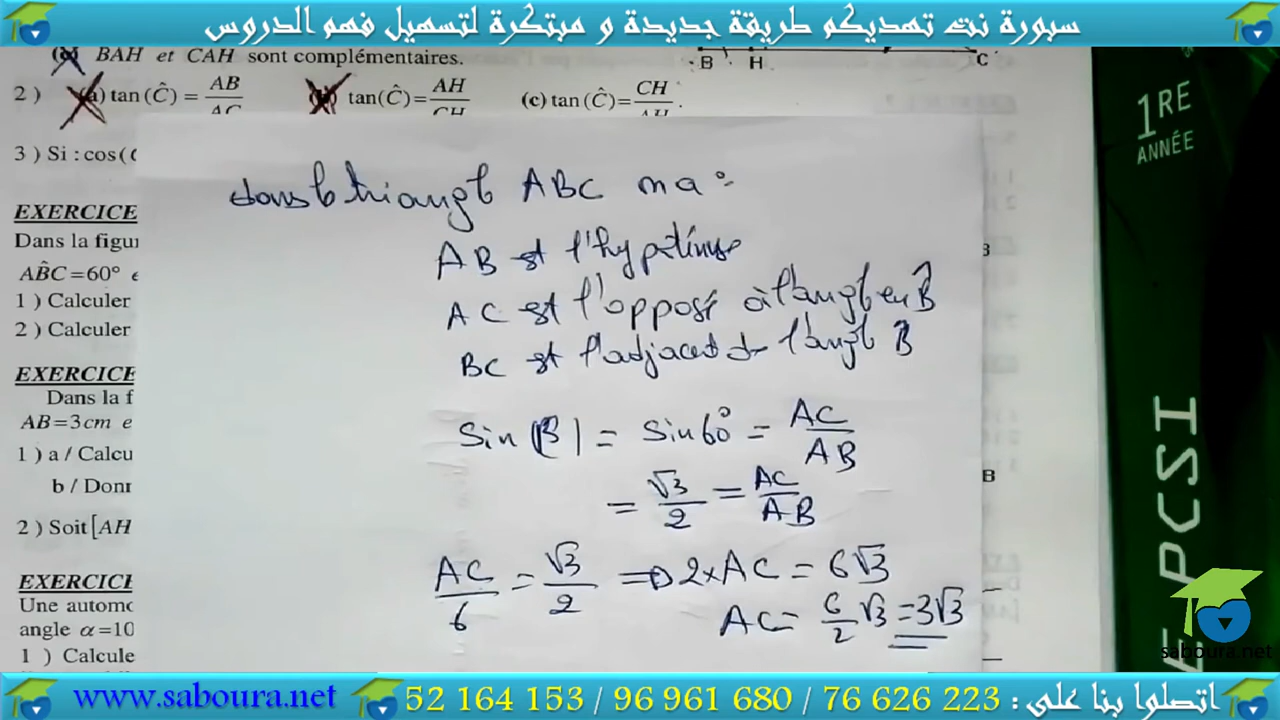 سبورة نت تهديكم طريقة جديدة و مبتكرة لتسهيل فهم الدروس
BAH et CAH sont complémentaires.
B H C
2 ) (a) tan(Ĉ) = AB/AC tan(Ĉ)= AH/CH (c) tan(Ĉ)= CH/AH .
3 ) Si : cos(
dans le triangle ABC on a :
EXERCICE
Dans la figu
AB est l'hypoténuse
AB̂C=60° e
AC est l'opposé à l'angle en B̂
1 ) Calculer
2 ) Calculer
BC est l'adjacent de l'angle B̂
EXERCICE
Dans la f
AB=3cm e
Sin(B̂) = Sin60° = AC/AB
1 ) a / Calcu
b / Donn
B
= √3/2 = AC/AB
2 ) Soit [AH
AC/6 = √3/2 ⇒ 2×AC = 6√3
EXERCICE
Une automo
AC = 6/2 √3 = 3√3
angle α=10
1 ) Calcule
1RE
ANNÉE
E PCSI
saboura.net
www.saboura.net
52 164 153 / 96 961 680 / 76 626 223 اتصلوا بنا على :